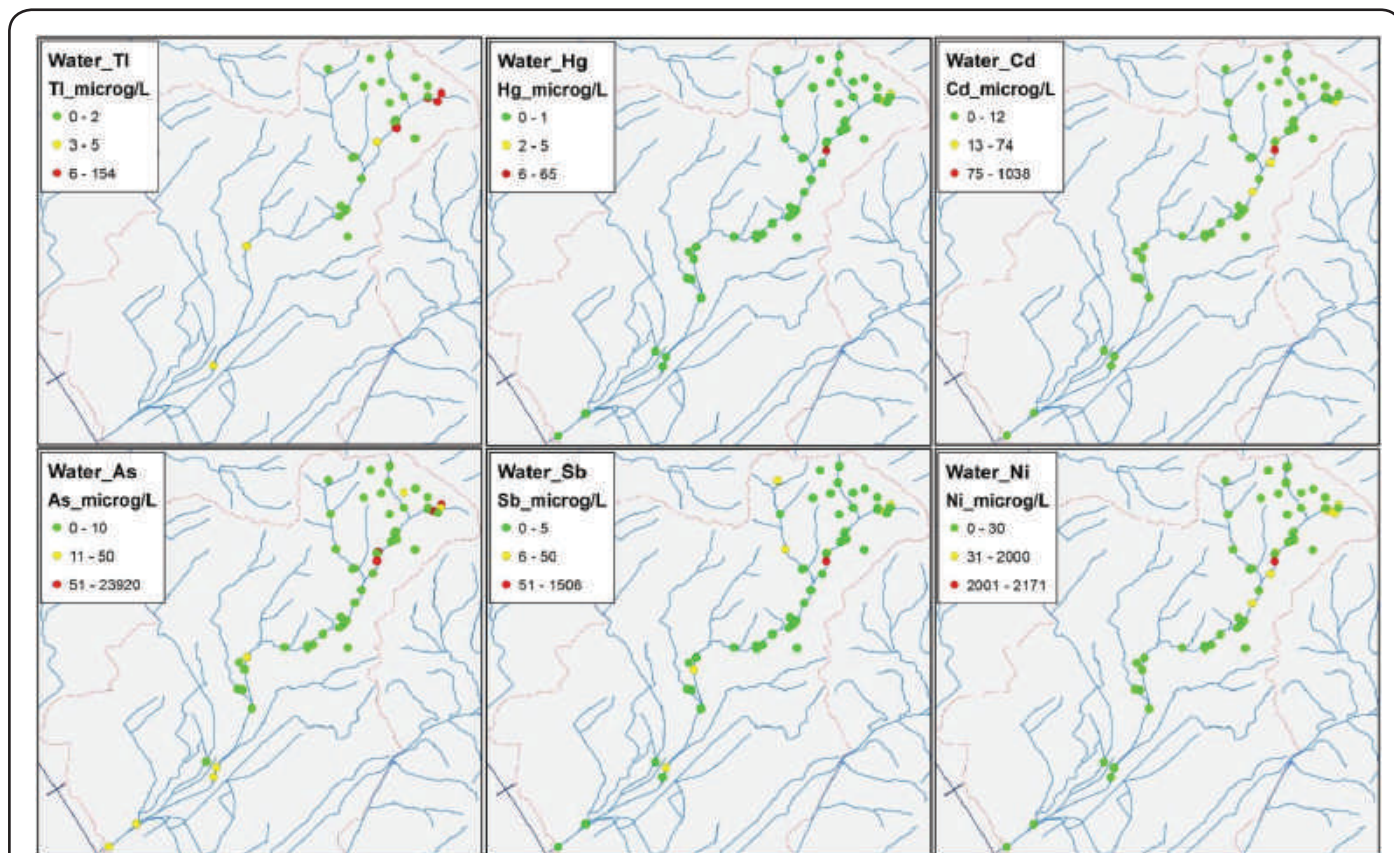 Water_Tl
Tl_microg/L
0 - 2
3 - 5
6 - 154
Water_Hg
Hg_microg/L
0 - 1
2 - 5
6 - 65
Water_Cd
Cd_microg/L
0 - 12
13 - 74
75 - 1038
Water_As
As_microg/L
0 - 10
11 - 50
51 - 23920
Water_Sb
Sb_microg/L
0 - 5
6 - 50
51 - 1506
Water_Ni
Ni_microg/L
0 - 30
31 - 2000
2001 - 2171